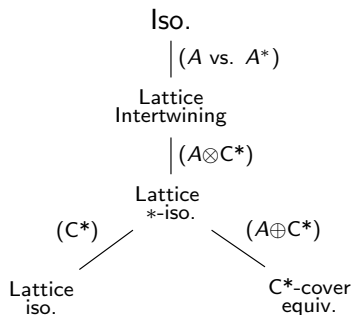 Iso.
(A vs. A*)
Lattice
Intertwining
(A⊗C*)
Lattice
∗-iso.
(C*) (A⊕C*)
Lattice C*-cover
iso. equiv.